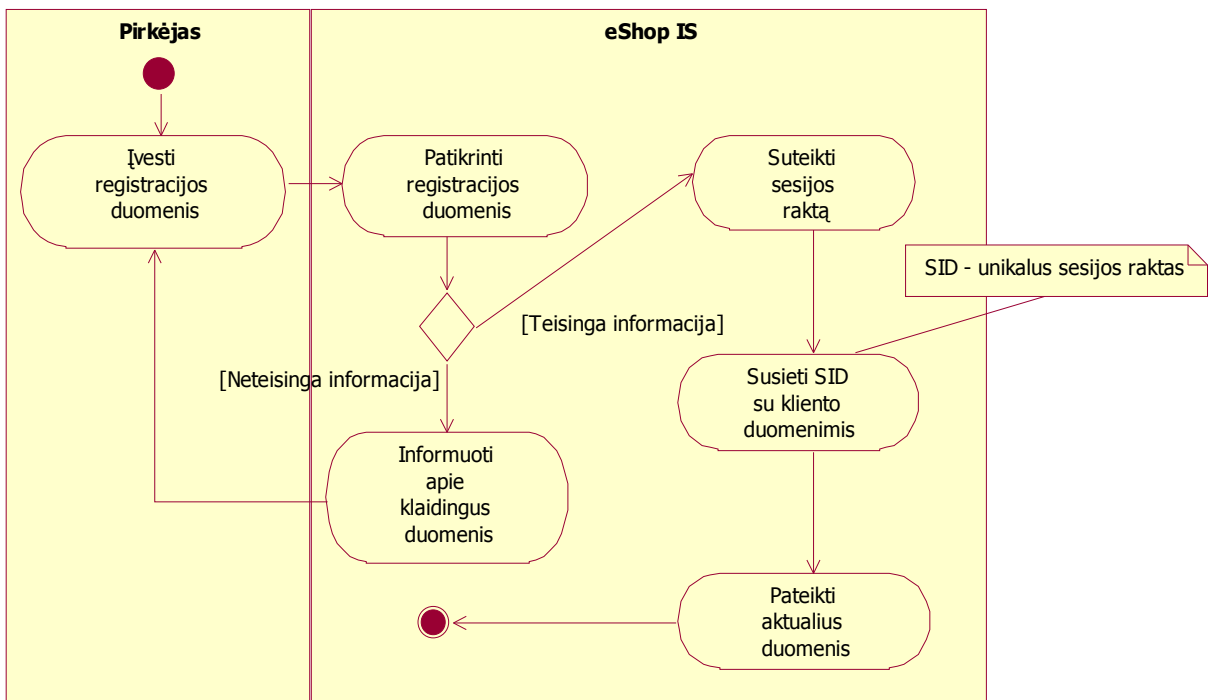 Pirkėjas
eShop IS
Įvesti
registracijos
duomenis
Patikrinti
registracijos
duomenis
Suteikti
sesijos
raktą
SID - unikalus sesijos raktas
[Teisinga informacija]
[Neteisinga informacija]
Susieti SID
su kliento
duomenimis
Informuoti
apie
klaidingus
duomenis
Pateikti
aktualius
duomenis